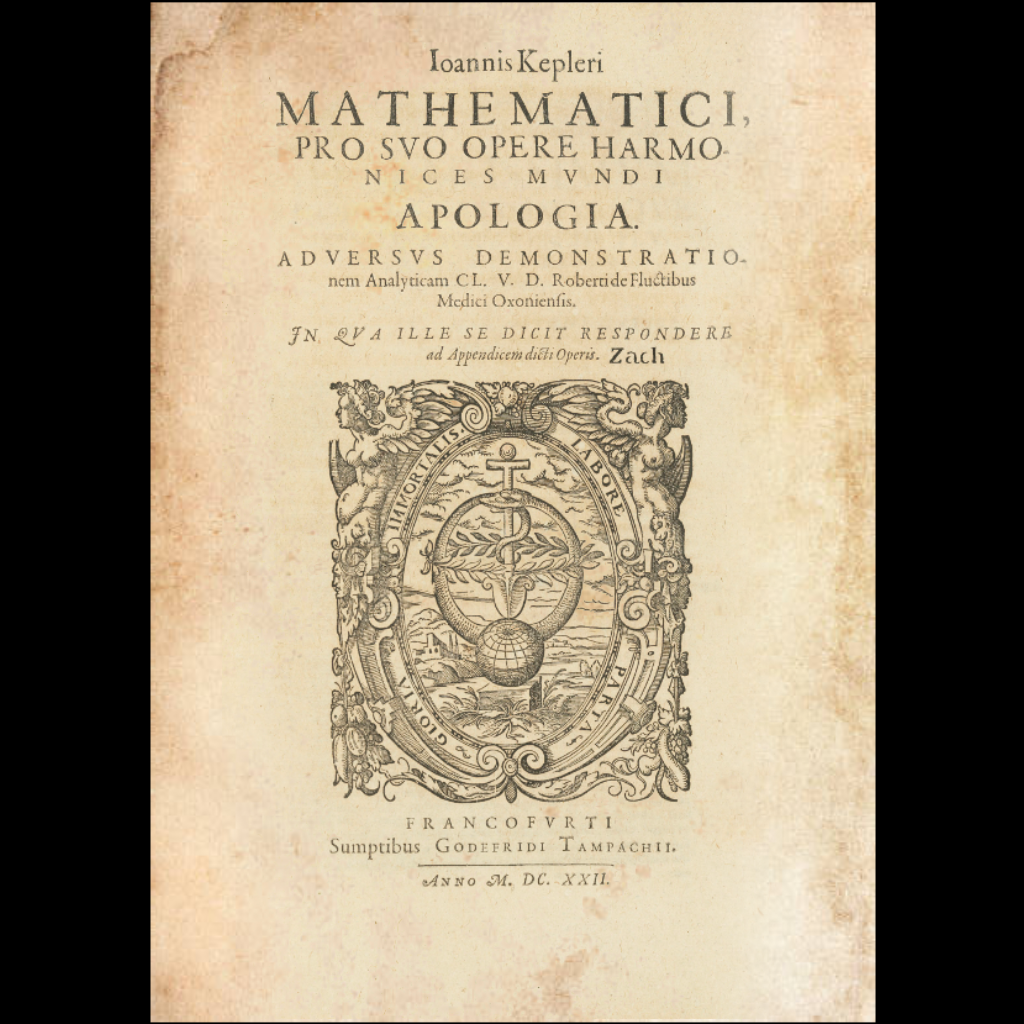 Ioannis Kepleri
MATHEMATICI,
PRO SVO OPERE HARMO-
NICES MVNDI
APOLOGIA.
ADVERSVS DEMONSTRATIO-
nem Analyticam CL. V. D. Roberti de Fluctibus
Medici Oxoniensis.
IN QVA ILLE SE DICIT RESPONDERE
ad Appendicem dicti Operis. Zach
IMMORTALIS.
LABORE
GLORIA
PARTA
FRANCOFVRTI
Sumptibus GODEFRIDI TAMPACHII.
ANNO M. DC. XXII.